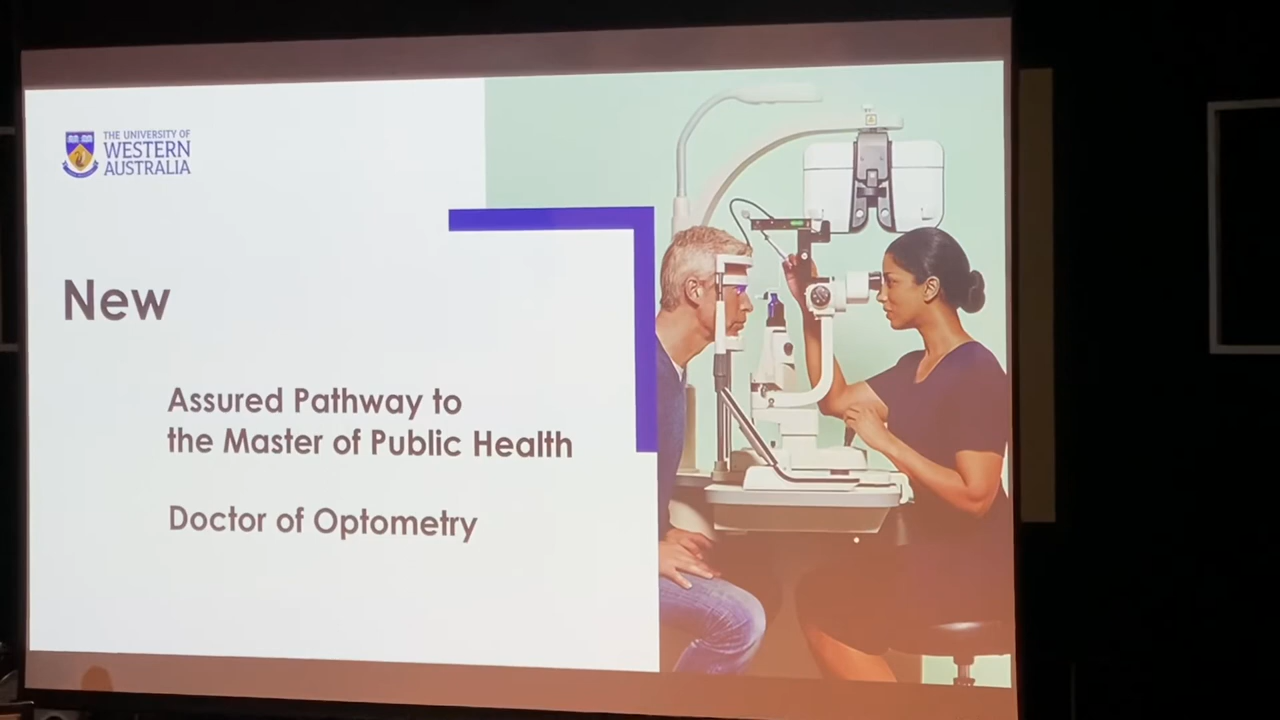 THE UNIVERSITY OF
WESTERN
AUSTRALIA
New
Assured Pathway to
the Master of Public Health
Doctor of Optometry